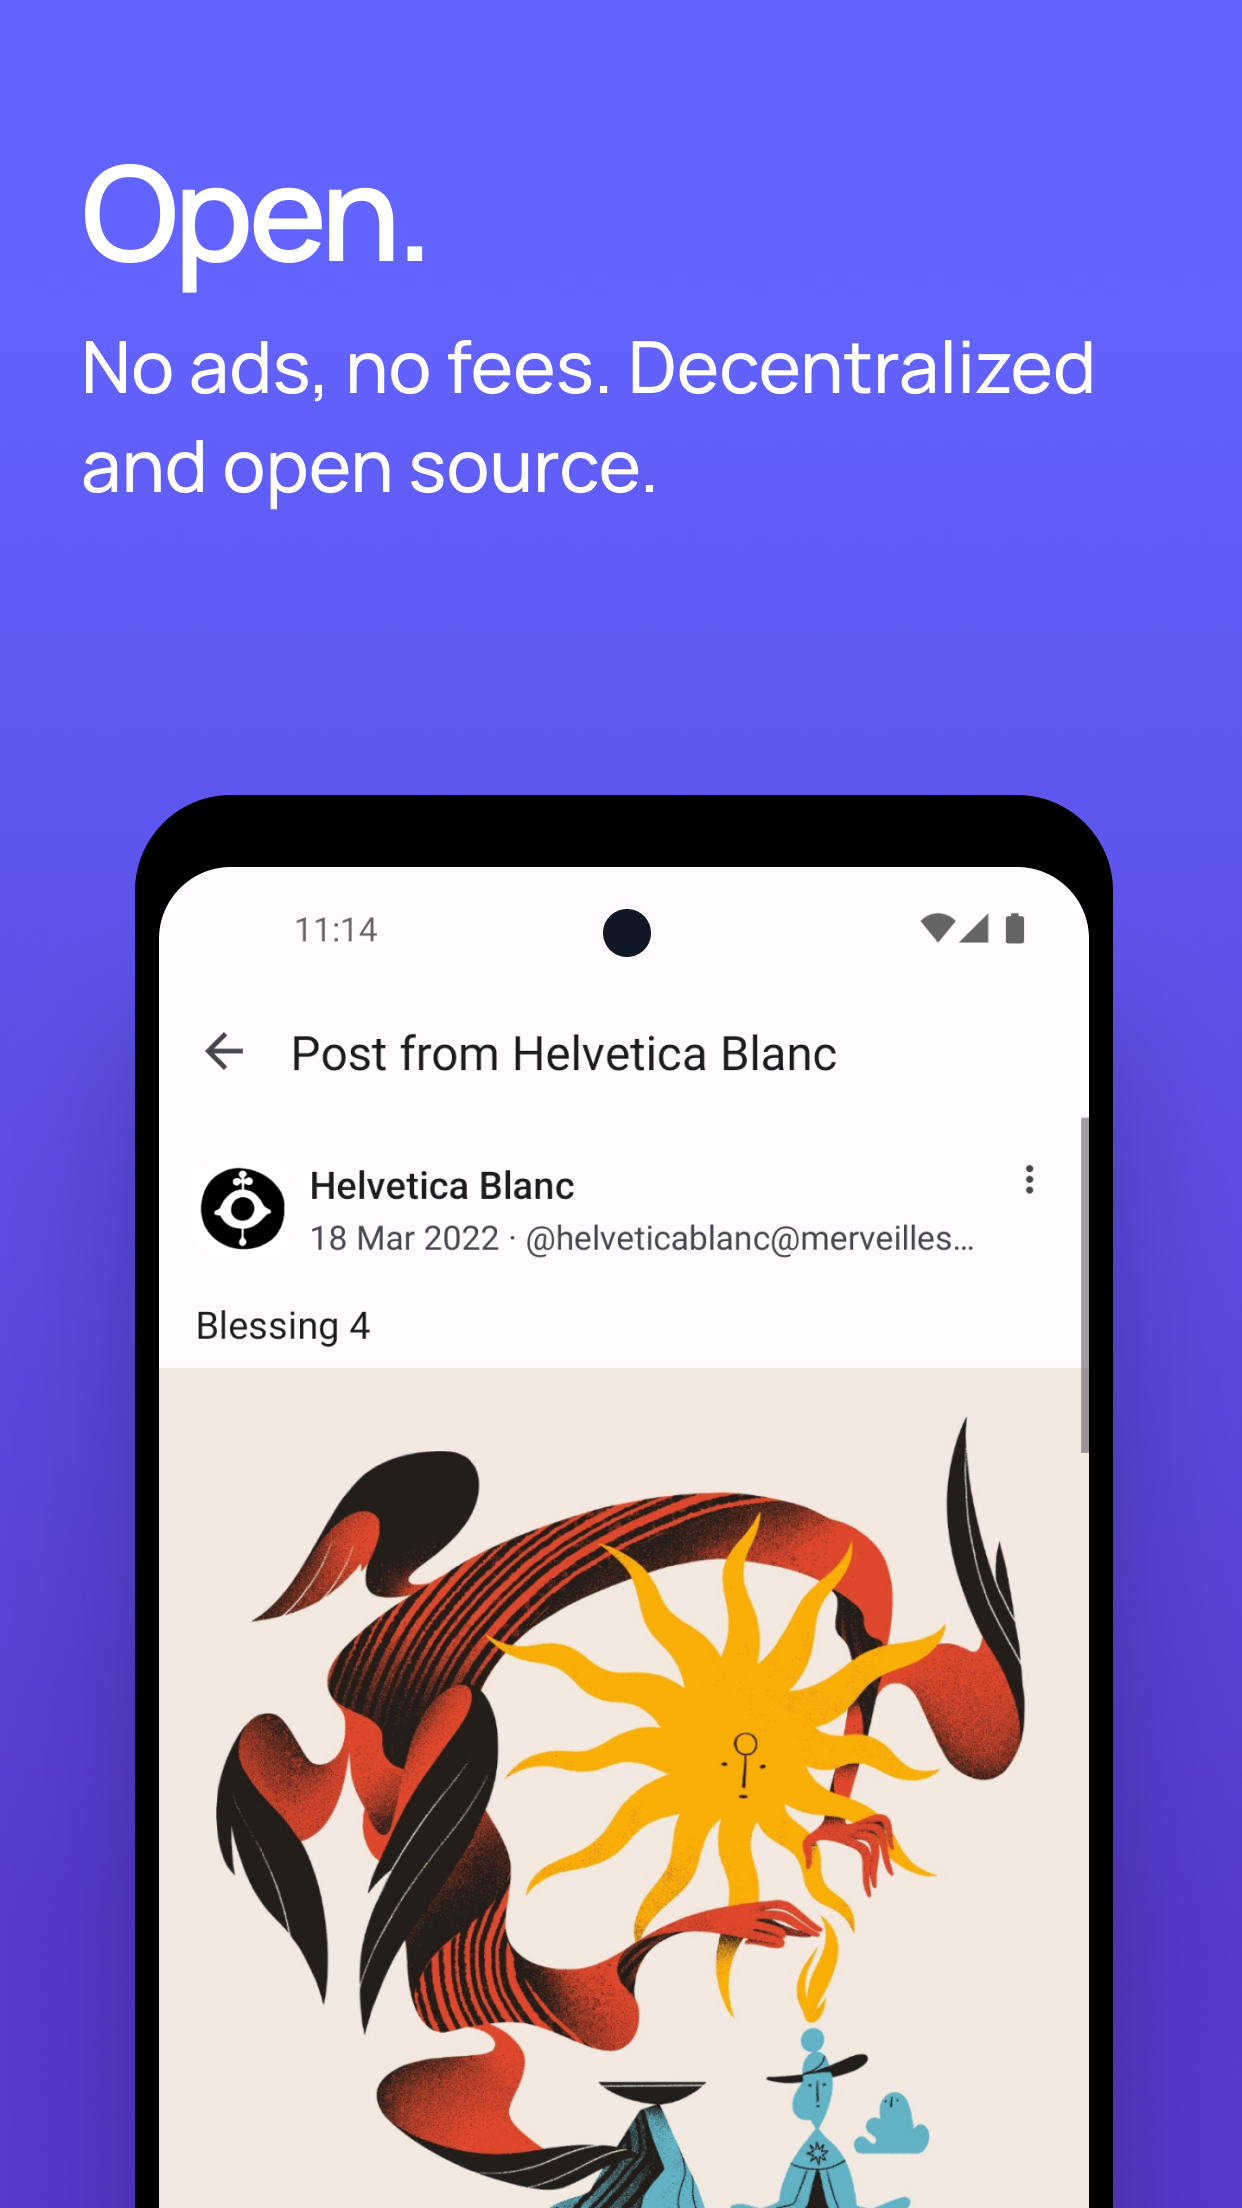 Open.
No ads, no fees. Decentralized
and open source.
11:14
Post from Helvetica Blanc
Helvetica Blanc
18 Mar 2022 · @helveticablanc@merveilles…
Blessing 4